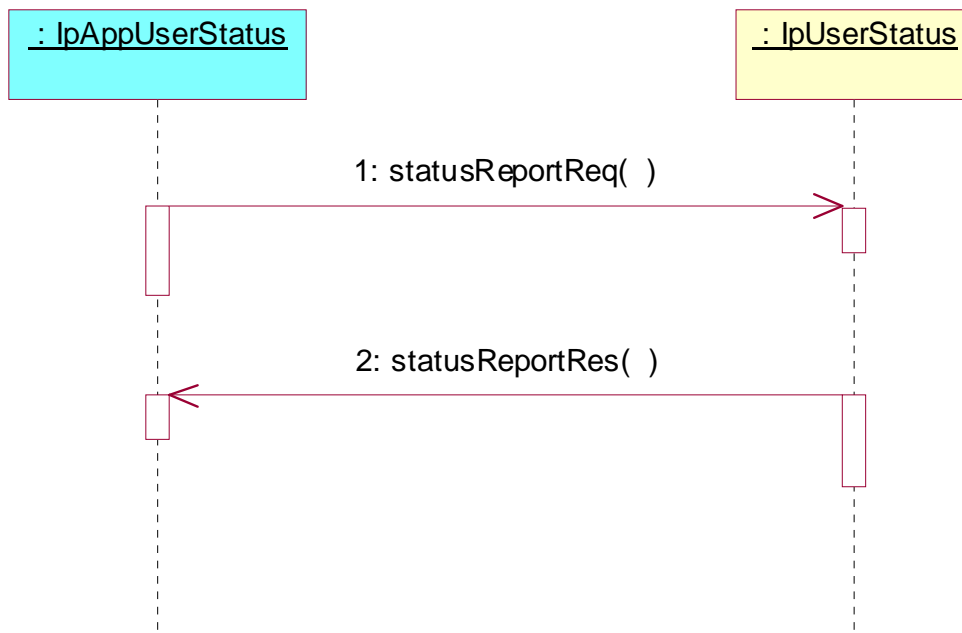 : IpAppUserStatus
: IpUserStatus
1: statusReportReq( )
2: statusReportRes( )